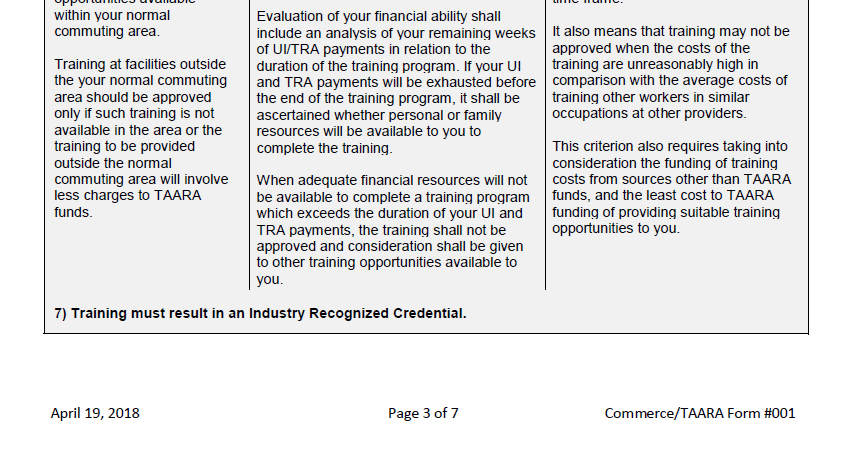 opportunities available
within your normal
commuting area.
Training at facilities outside
the your normal commuting
area should be approved
only if such training is not
available in the area or the
training to be provided
outside the normal
commuting area will involve
less charges to TAARA
funds.
Evaluation of your financial ability shall
include an analysis of your remaining weeks
of UI/TRA payments in relation to the
duration of the training program. If your UI
and TRA payments will be exhausted before
the end of the training program, it shall be
ascertained whether personal or family
resources will be available to you to
complete the training.
When adequate financial resources will not
be available to complete a training program
which exceeds the duration of your UI and
TRA payments, the training shall not be
approved and consideration shall be given
to other training opportunities available to
you.
time frame.
It also means that training may not be
approved when the costs of the
training are unreasonably high in
comparison with the average costs of
training other workers in similar
occupations at other providers.
This criterion also requires taking into
consideration the funding of training
costs from sources other than TAARA
funds, and the least cost to TAARA
funding of providing suitable training
opportunities to you.
7) Training must result in an Industry Recognized Credential.
April 19, 2018
Page 3 of 7
Commerce/TAARA Form #001